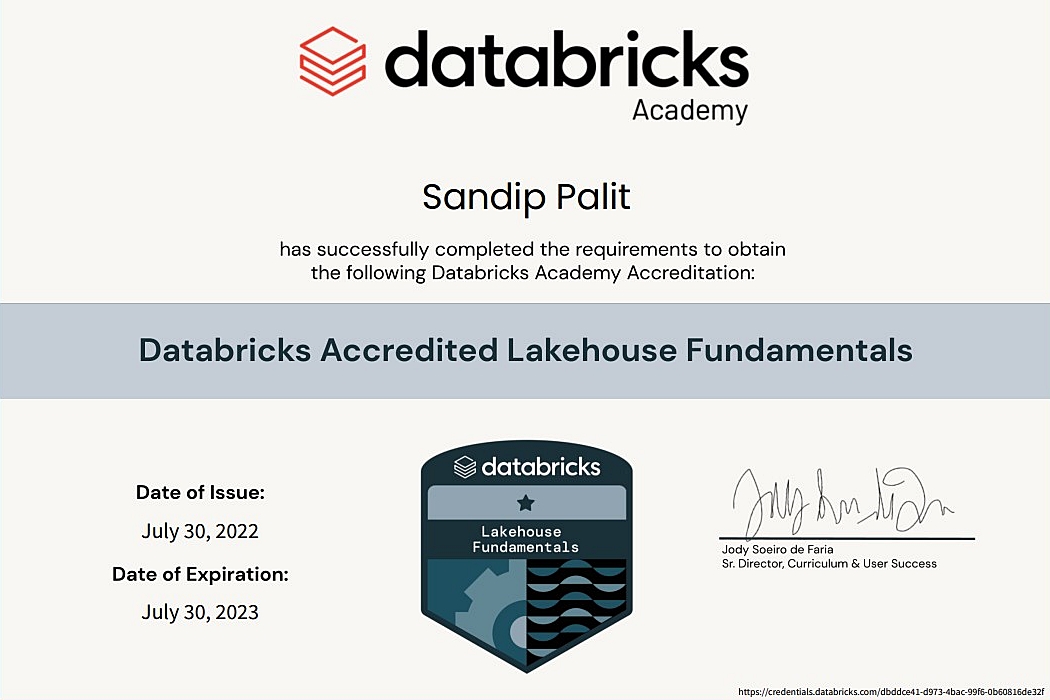 databricks
Academy
Sandip Palit
has successfully completed the requirements to obtain
the following Databricks Academy Accreditation:
Databricks Accredited Lakehouse Fundamentals
Date of Issue:
July 30, 2022
Date of Expiration:
July 30, 2023
databricks
Lakehouse
Fundamentals
Jody Soeiro de Faria
Sr. Director, Curriculum & User Success
https://credentials.databricks.com/dbddce41-d973-4bac-99f6-0b60816de32f